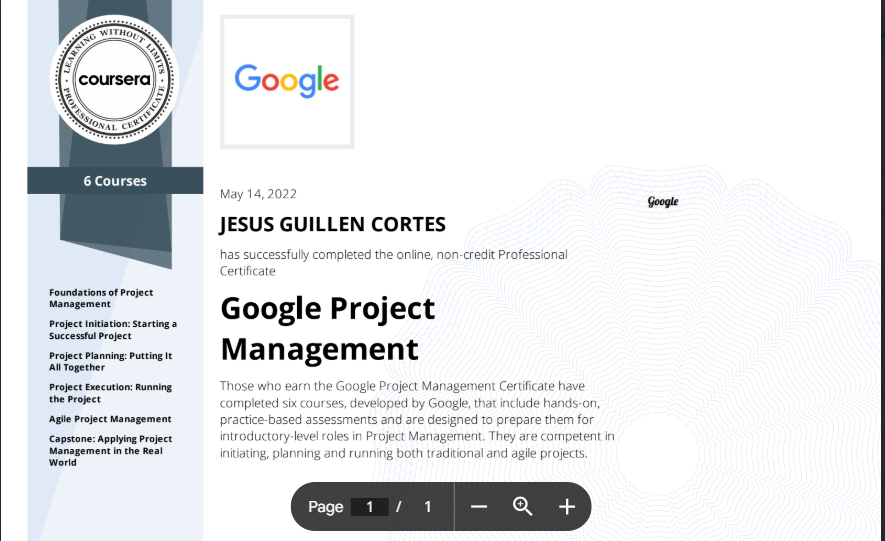 LEARNING WITHOUT LIMITS
coursera
PROFESSIONAL CERTIFICATE
6 Courses
Foundations of Project
Management
Project Initiation: Starting a
Successful Project
Project Planning: Putting It
All Together
Project Execution: Running
the Project
Agile Project Management
Capstone: Applying Project
Management in the Real
World
Google
May 14, 2022
JESUS GUILLEN CORTES
has successfully completed the online, non-credit Professional
Certificate
Google Project
Management
Those who earn the Google Project Management Certificate have
completed six courses, developed by Google, that include hands-on,
practice-based assessments and are designed to prepare them for
introductory-level roles in Project Management. They are competent in
initiating, planning and running both traditional and agile projects.
Google
Page 1 / 1